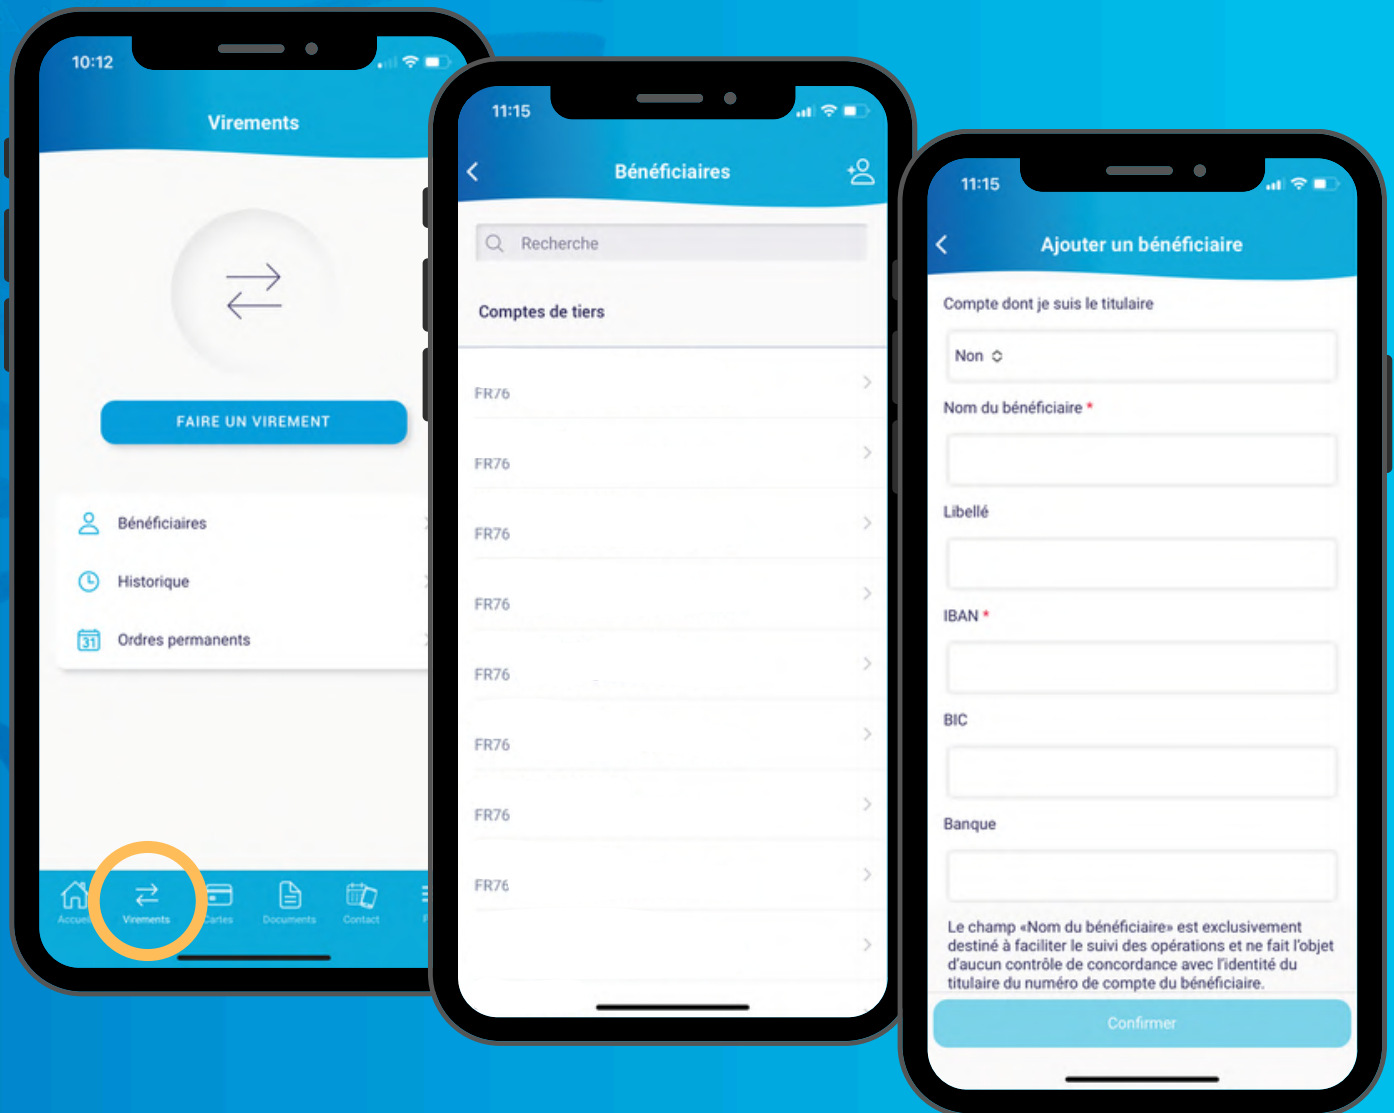 10:12
Virements
FAIRE UN VIREMENT
Bénéficiaires
Historique
31
Ordres permanents
Virements
Cartes
Documents
Contact
11:15
Bénéficiaires
Recherche
Comptes de tiers
FR76
FR76
FR76
FR76
FR76
FR76
FR76
FR76
11:15
Ajouter un bénéficiaire
Compte dont je suis le titulaire
Non
Nom du bénéficiaire *
Libellé
IBAN *
BIC
Banque
Le champ «Nom du bénéficiaire» est exclusivement
destiné à faciliter le suivi des opérations et ne fait l'objet
d'aucun contrôle de concordance avec l'identité du
titulaire du numéro de compte du bénéficiaire.
Confirmer